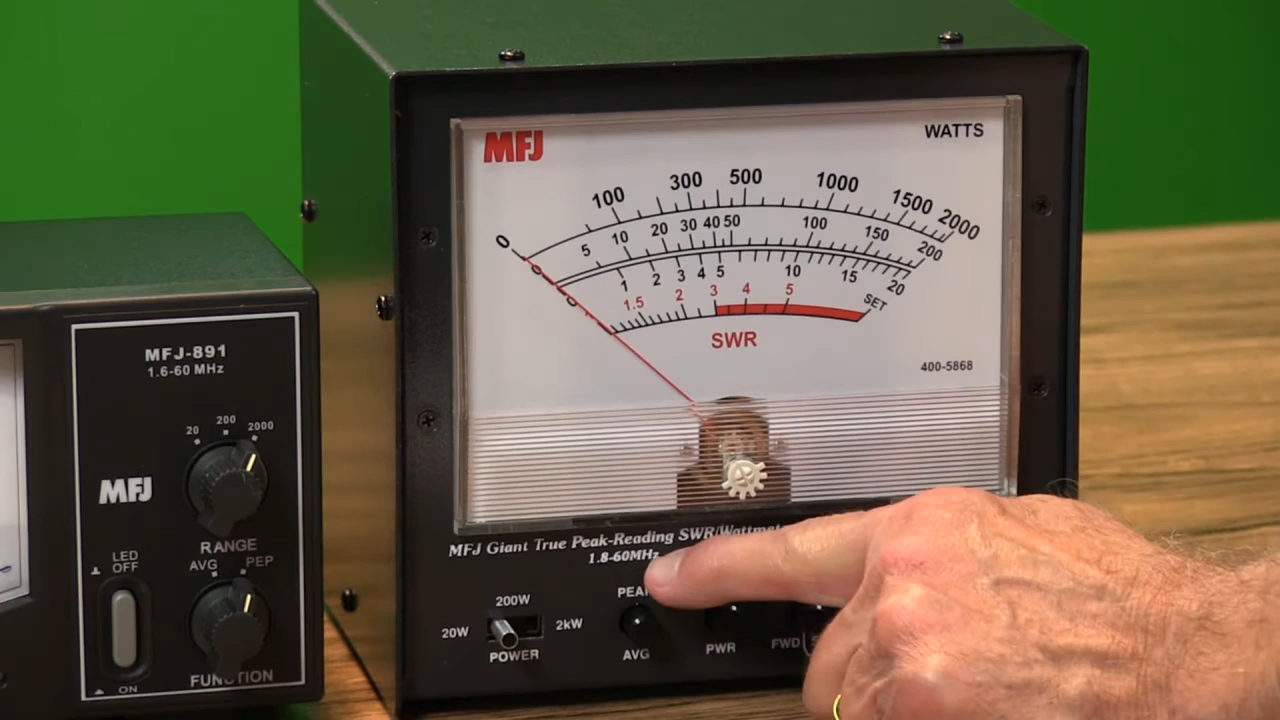 MFJ
WATTS
0 100 300 500 1000 1500 2000
0 5 10 20 30 40 50 100 150 200
0 1 2 3 4 5 10 15 20
1.5 2 3 4 5 SET
SWR
400-5868
MFJ Giant True Peak-Reading SWR/Wattmete
1.8-60MHz
200W
20W
2kW
POWER
AVG
PWR
FWD
MFJ-891
1.6-60 MHz
20 200 2000
MFJ
RANGE
LED
OFF
ON
AVG PEP
FUNCTION